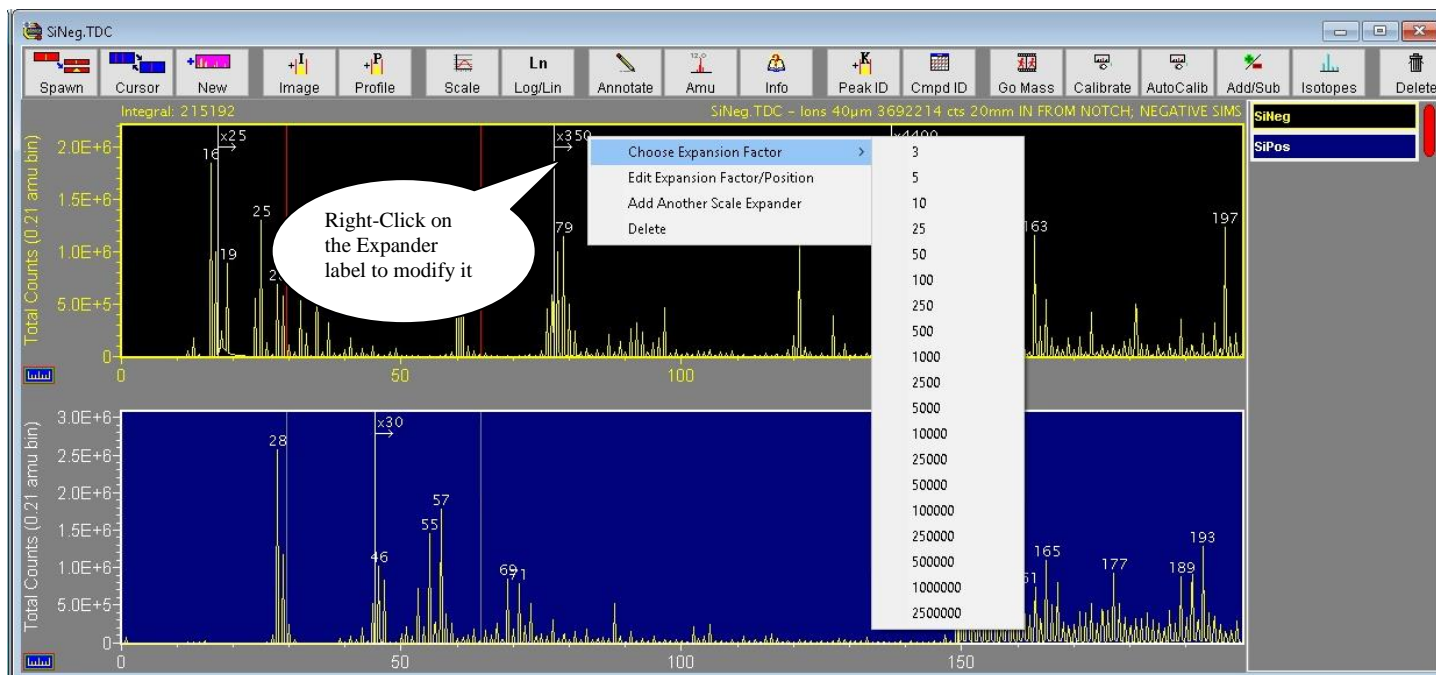 SiNeg.TDC
Spawn Cursor New Image Profile Scale Ln Log/Lin Annotate 12.0 Amu Info Peak ID Cmpd ID Go Mass Calibrate AutoCalib Add/Sub Isotopes Delete
Integral: 215192
SiNeg.TDC - Ions 40µm 3692214 cts 20mm IN FROM NOTCH; NEGATIVE SIMS
SiNeg
SiPos
Total Counts (0.21 amu bin)
2.0E+6
1.5E+6
1.0E+6
5.0E+5
0
x25
x350
x4400
16
19
25
79
163
197
0 50 100
Right-Click on
the Expander
label to modify it
Choose Expansion Factor >
Edit Expansion Factor/Position
Add Another Scale Expander
Delete
3
5
10
25
50
100
250
500
1000
2500
5000
10000
25000
50000
100000
250000
500000
1000000
2500000
Total Counts (0.21 amu bin)
3.0E+6
2.5E+6
2.0E+6
1.5E+6
1.0E+6
5.0E+5
0
x30
28
46
55
57
69
71
165
177
189
193
0 50 100 150